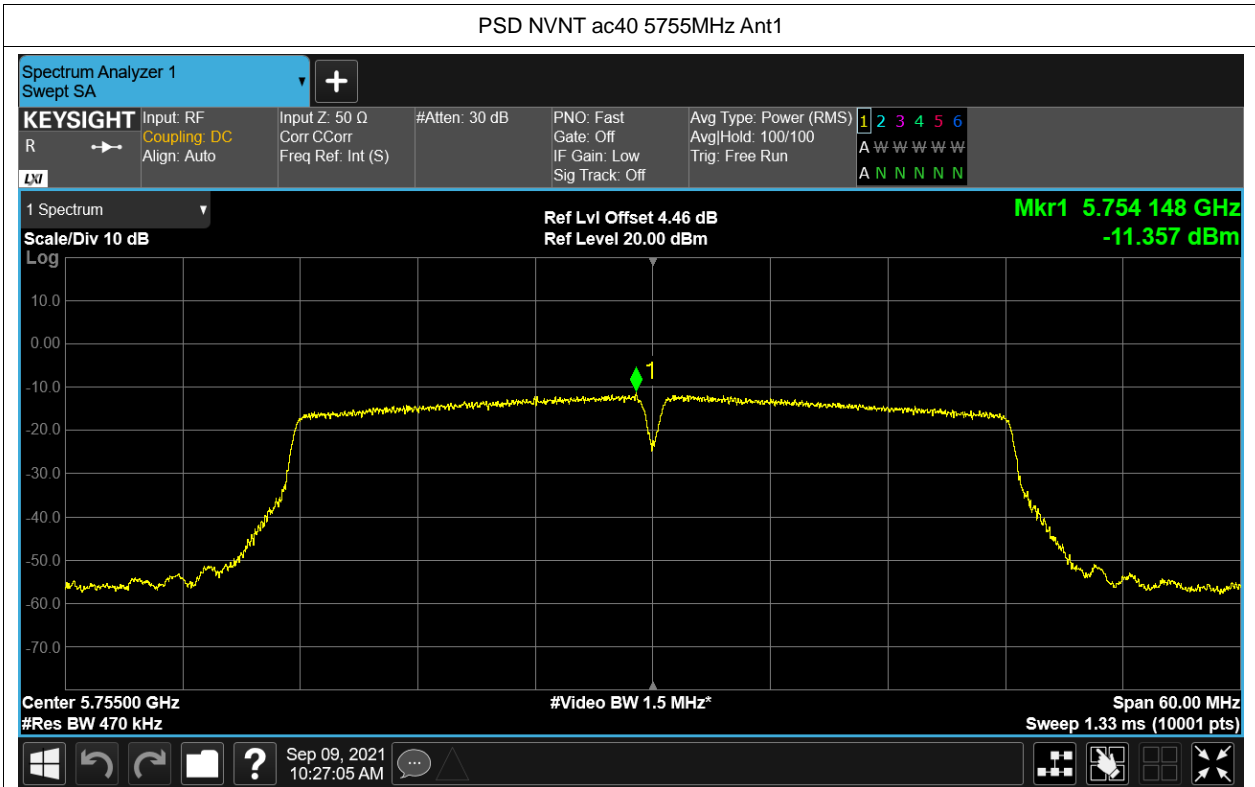 PSD NVNT ac40 5755MHz Ant1
Spectrum Analyzer 1
Swept SA
KEYSIGHT Input: RF Input Z: 50 Ω #Atten: 30 dB PNO: Fast Avg Type: Power (RMS) 1 2 3 4 5 6
R Coupling: DC Corr CCorr Gate: Off Avg|Hold: 100/100 A W W W W W
Align: Auto Freq Ref: Int (S) IF Gain: Low Trig: Free Run
LXI Sig Track: Off A N N N N N
1 Spectrum Ref Lvl Offset 4.46 dB Mkr1 5.754 148 GHz
Scale/Div 10 dB Ref Level 20.00 dBm -11.357 dBm
Log
10.0
0.00
1
-10.0
-20.0
-30.0
-40.0
-50.0
-60.0
-70.0
Center 5.75500 GHz #Video BW 1.5 MHz* Span 60.00 MHz
#Res BW 470 kHz Sweep 1.33 ms (10001 pts)
? Sep 09, 2021
10:27:05 AM